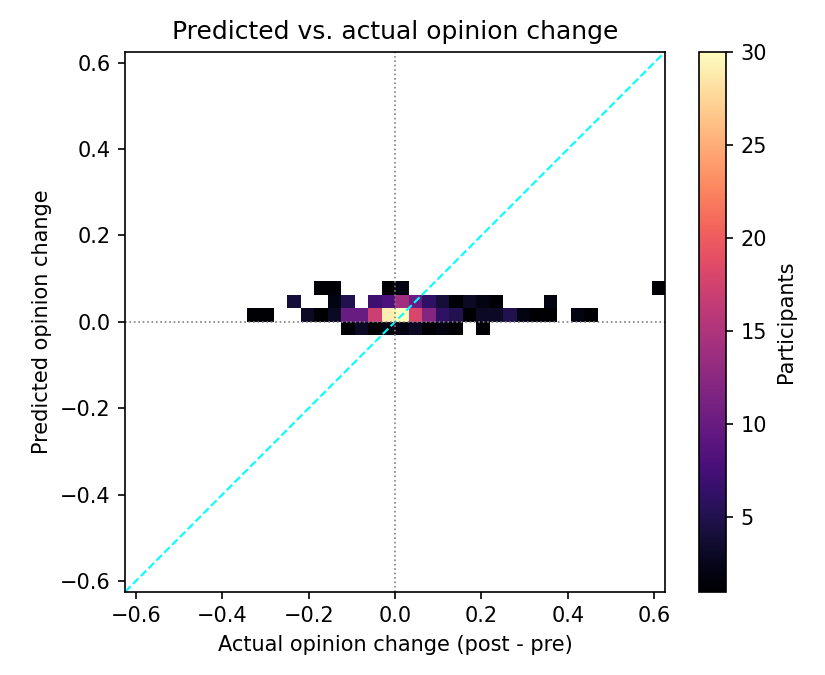 Predicted vs. actual opinion change
0.6
0.4
0.2
0.0
−0.2
−0.4
−0.6
Predicted opinion change
−0.6 −0.4 −0.2 0.0 0.2 0.4 0.6
Actual opinion change (post - pre)
30
25
20
15
10
5
Participants